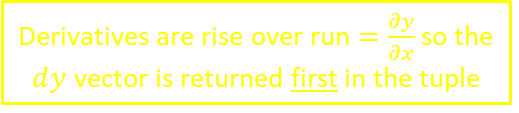 Derivatives are rise over run = ∂y/∂x so the
dy vector is returned first in the tuple